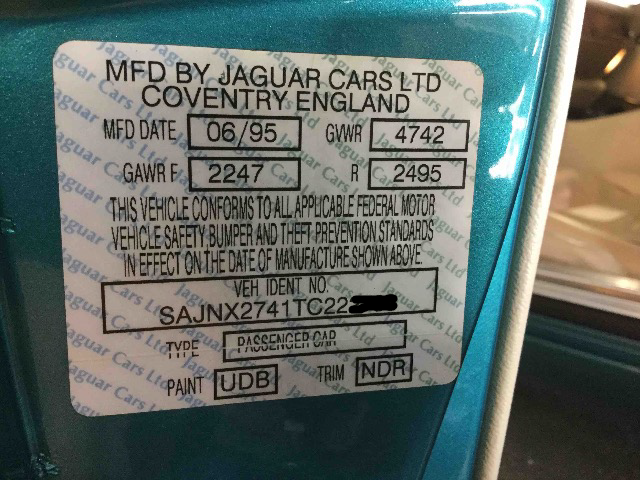 MFD BY JAGUAR CARS LTD
COVENTRY ENGLAND
MFD DATE 06/95 GVWR 4742
GAWR F 2247 R 2495
THIS VEHICLE CONFORMS TO ALL APPLICABLE FEDERAL MOTOR
VEHICLE SAFETY, BUMPER AND THEFT PREVENTION STANDARDS
IN EFFECT ON THE DATE OF MANUFACTURE SHOWN ABOVE.
VEH IDENT NO.
SAJNX2741TC22
TYPE PASSENGER CAR
PAINT UDB TRIM NDR